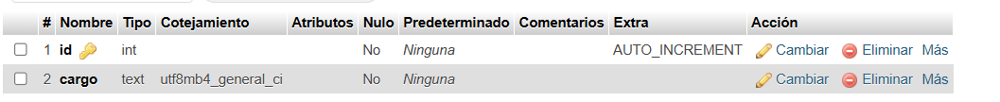 # Nombre Tipo Cotejamiento Atributos Nulo Predeterminado Comentarios Extra Acción
1 id int No Ninguna AUTO_INCREMENT Cambiar Eliminar Más
2 cargo text utf8mb4_general_ci No Ninguna Cambiar Eliminar Más